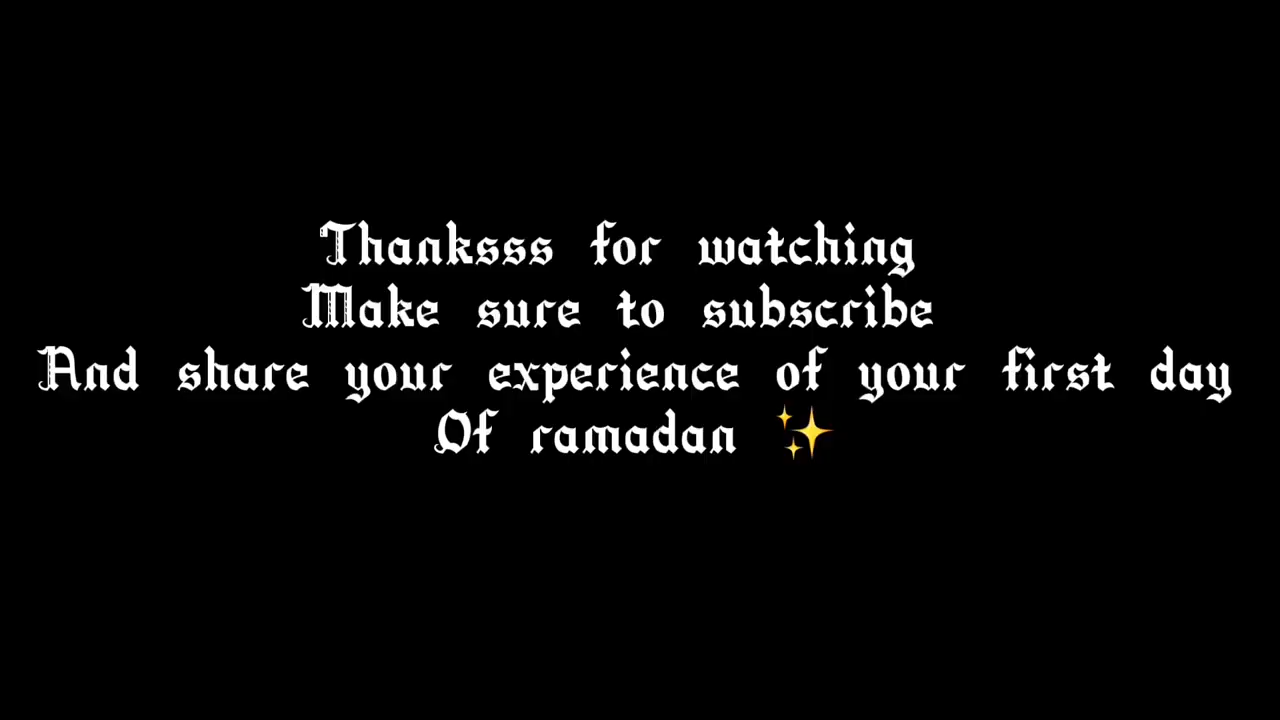 Thanksss for watching
Make sure to subscribe
And share your experience of your first day
Of ramadan ✨